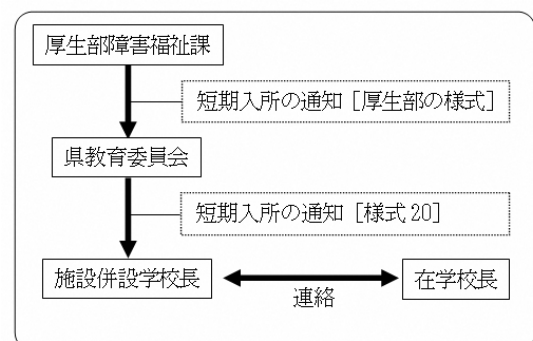 厚生部障害福祉課
短期入所の通知［厚生部の様式］
県教育委員会
短期入所の通知［様式20］
施設併設学校長
連絡
在学校長